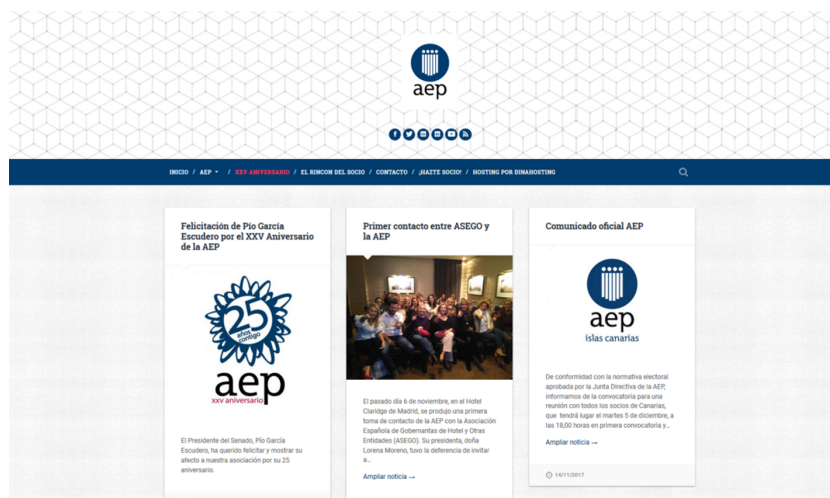 aep
INICIO / AEP / XXV ANIVERSARIO / EL RINCON DEL SOCIO / CONTACTO / ¡HAZTE SOCIO! / HOSTING POR DINAHOSTING
Felicitación de Pío García
Escudero por el XXV Aniversario
de la AEP
25
años
contigo
aep
xxv aniversario
El Presidente del Senado, Pío García
Escudero, ha querido felicitar y mostrar su
afecto a nuestra asociación por su 25
aniversario.
Primer contacto entre ASEGO y
la AEP
El pasado día 6 de noviembre, en el Hotel
Claridge de Madrid, se produjo una primera
toma de contacto de la AEP con la Asociación
Española de Gobernantas de Hotel y Otras
Entidades (ASEGO). Su presidenta, doña
Lorena Moreno, tuvo la deferencia de invitar
a…
Ampliar noticia →
Comunicado oficial AEP
aep
islas canarias
De conformidad con la normativa electoral
aprobada por la Junta Directiva de la AEP,
informamos de la convocatoria para una
reunión con todos los socios de Canarias,
que tendrá lugar el martes 5 de diciembre, a
las 18,00 horas en primera convocatoria y…
Ampliar noticia →
14/11/2017